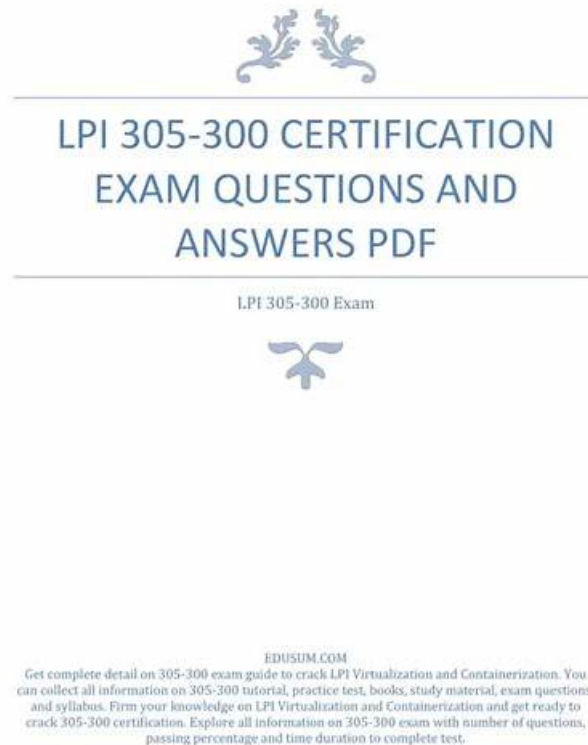 LPI 305-300 CERTIFICATION
EXAM QUESTIONS AND
ANSWERS PDF
LPI 305-300 Exam
EDUSUM.COM
Get complete detail on 305-300 exam guide to crack LPI Virtualization and Containerization. You
can collect all information on 305-300 tutorial, practice test, books, study material, exam questions
and syllabus. Firm your knowledge on LPI Virtualization and Containerization and get ready to
crack 305-300 certification. Explore all information on 305-300 exam with number of questions,
passing percentage and time duration to complete test.